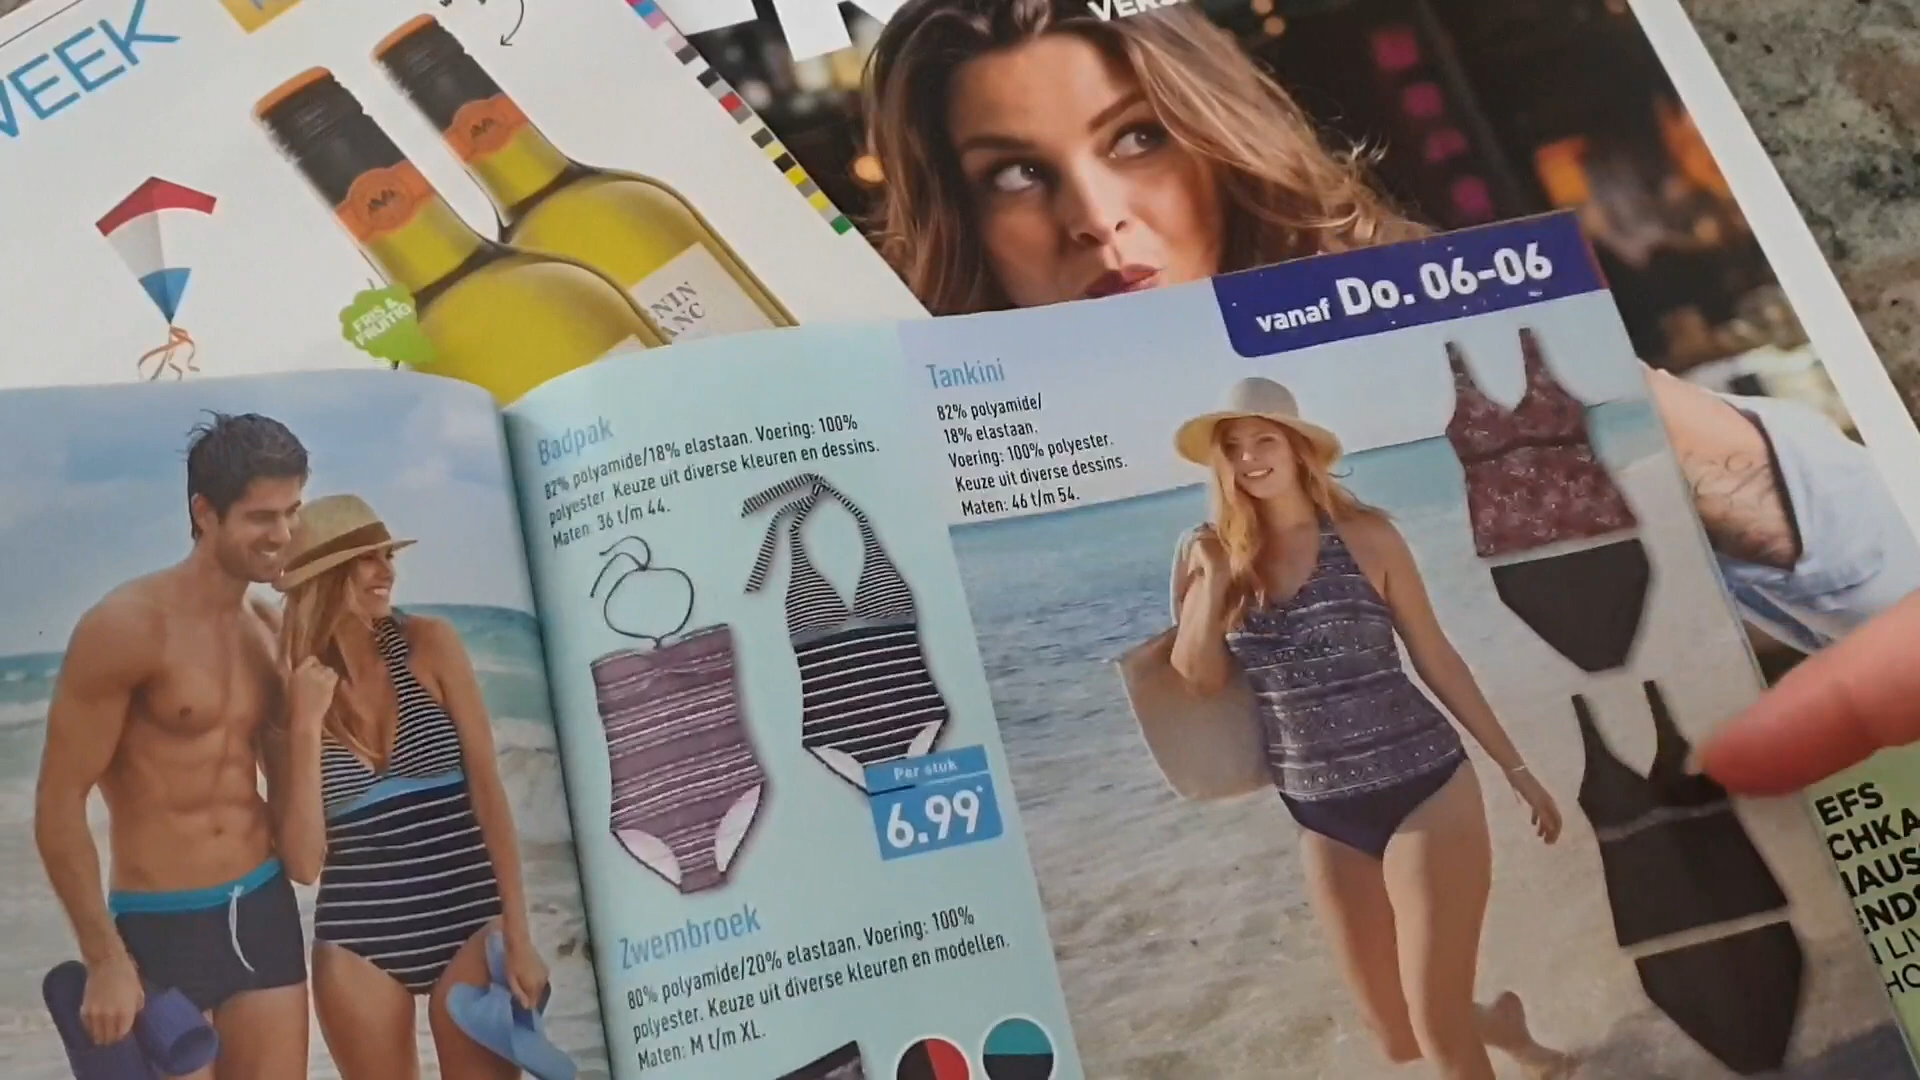 WEEK
FRIS &
FRUITIG
vanaf Do. 06-06
Badpak
82% polyamide/18% elastaan. Voering: 100%
polyester. Keuze uit diverse kleuren en dessins.
Maten: 36 t/m 44.
Per stuk
6.99*
Zwembroek
80% polyamide/20% elastaan. Voering: 100%
polyester. Keuze uit diverse kleuren en modellen.
Maten: M t/m XL.
Tankini
82% polyamide/
18% elastaan.
Voering: 100% polyester.
Keuze uit diverse dessins.
Maten: 46 t/m 54.